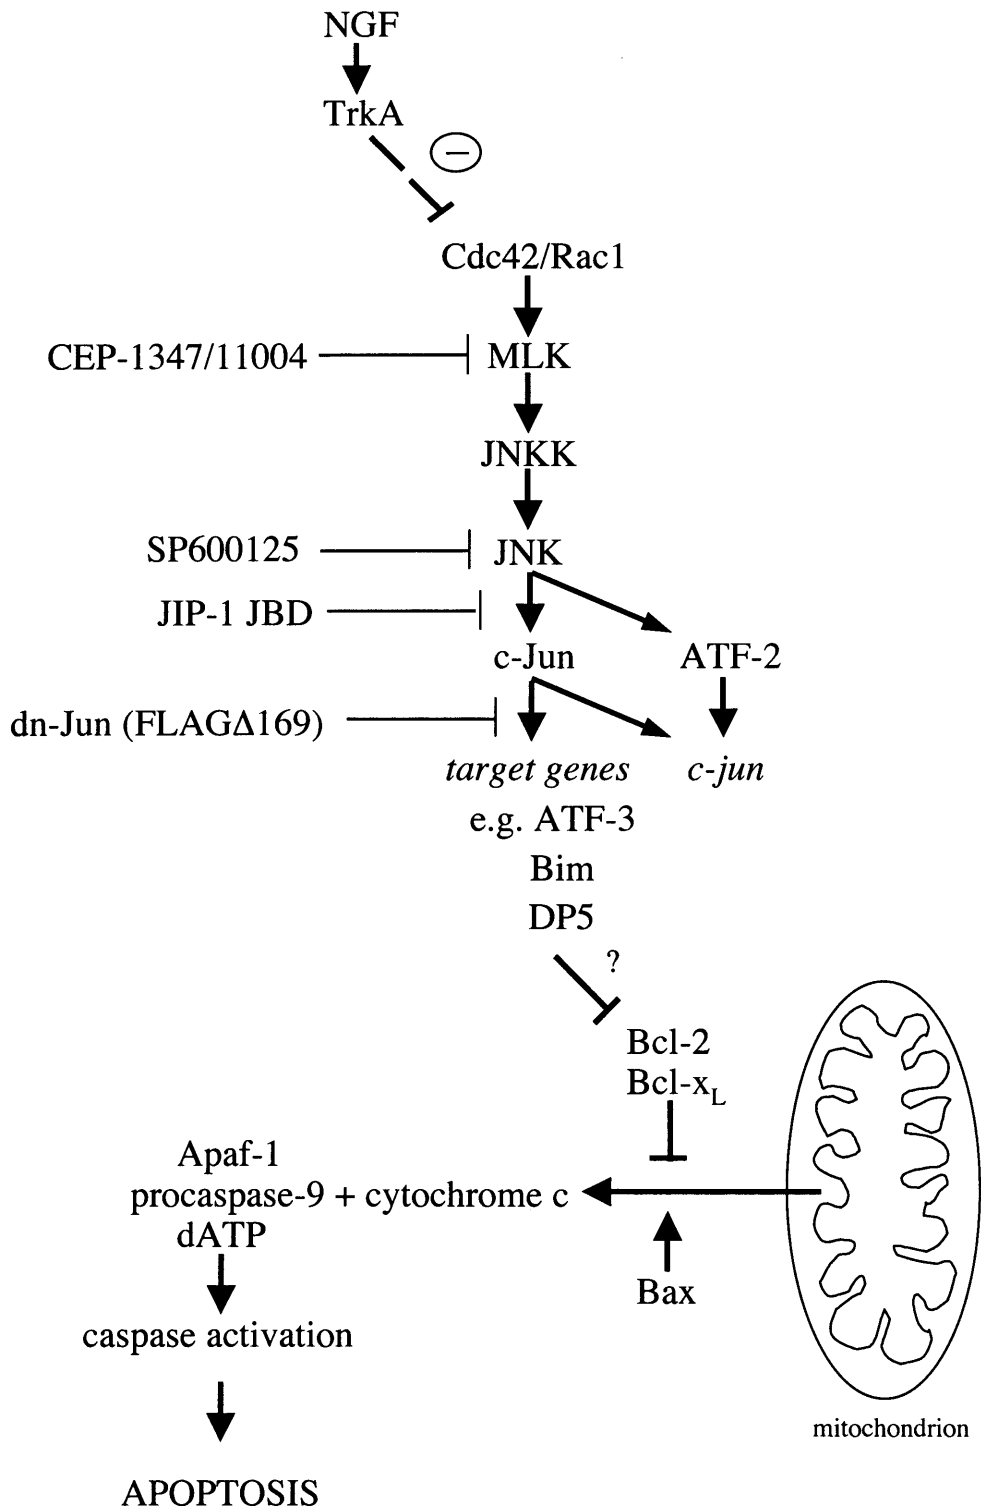 NGF
TrkA
−
Cdc42/Rac1
CEP-1347/11004
MLK
JNKK
SP600125
JNK
JIP-1 JBD
c-Jun
ATF-2
dn-Jun (FLAGΔ169)
target genes
c-jun
e.g. ATF-3
Bim
DP5
?
Bcl-2
Bcl-xL
Apaf-1
procaspase-9 + cytochrome c
dATP
Bax
caspase activation
mitochondrion
APOPTOSIS